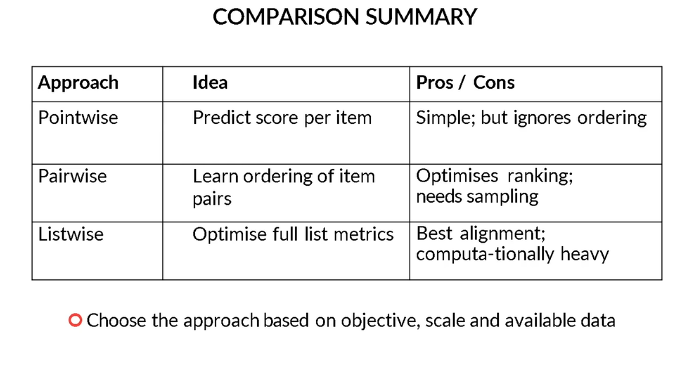 COMPARISON SUMMARY
Approach Idea Pros / Cons
Pointwise Predict score per item Simple; but ignores ordering
Pairwise Learn ordering of item pairs Optimises ranking; needs sampling
Listwise Optimise full list metrics Best alignment; computa-tionally heavy
Choose the approach based on objective, scale and available data